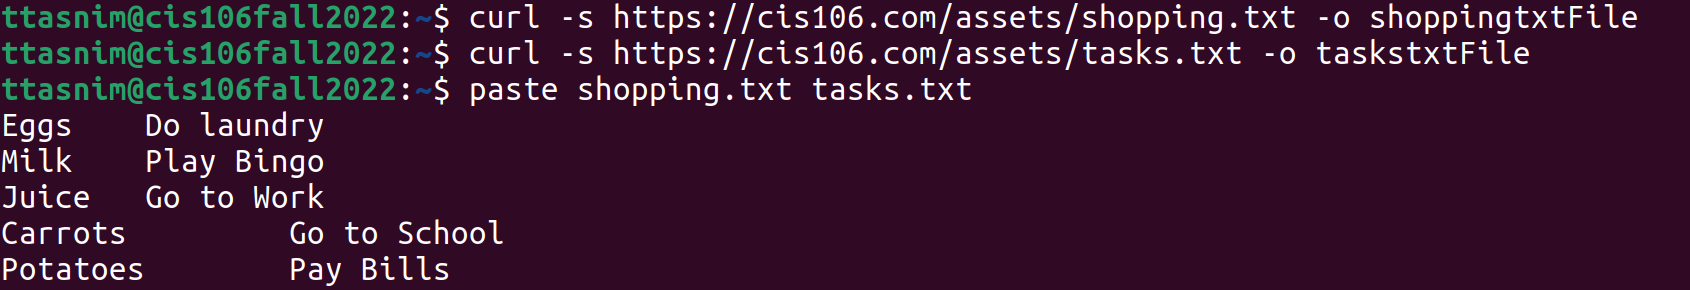 ttasnim@cis106fall2022:~$ curl -s https://cis106.com/assets/shopping.txt -o shoppingtxtFile
ttasnim@cis106fall2022:~$ curl -s https://cis106.com/assets/tasks.txt -o taskstxtFile
ttasnim@cis106fall2022:~$ paste shopping.txt tasks.txt
Eggs    Do laundry
Milk    Play Bingo
Juice   Go to Work
Carrots         Go to School
Potatoes        Pay Bills